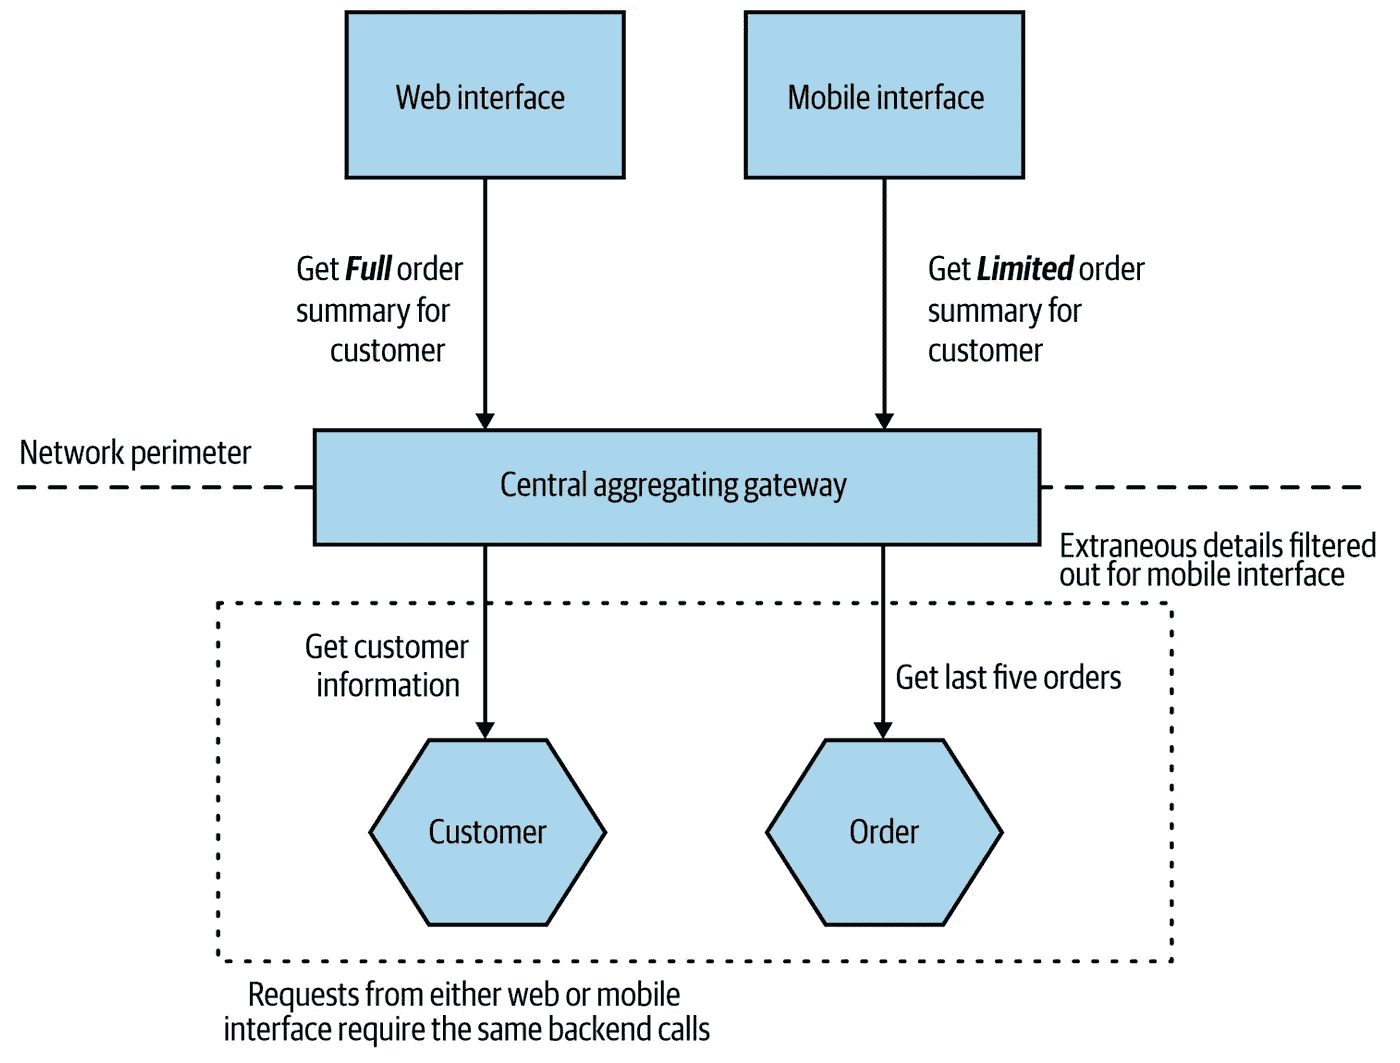 Web interface
Mobile interface
Get Full order
summary for
customer
Get Limited order
summary for
customer
Network perimeter
Central aggregating gateway
Extraneous details filtered
out for mobile interface
Get customer
information
Get last five orders
Customer
Order
Requests from either web or mobile
interface require the same backend calls